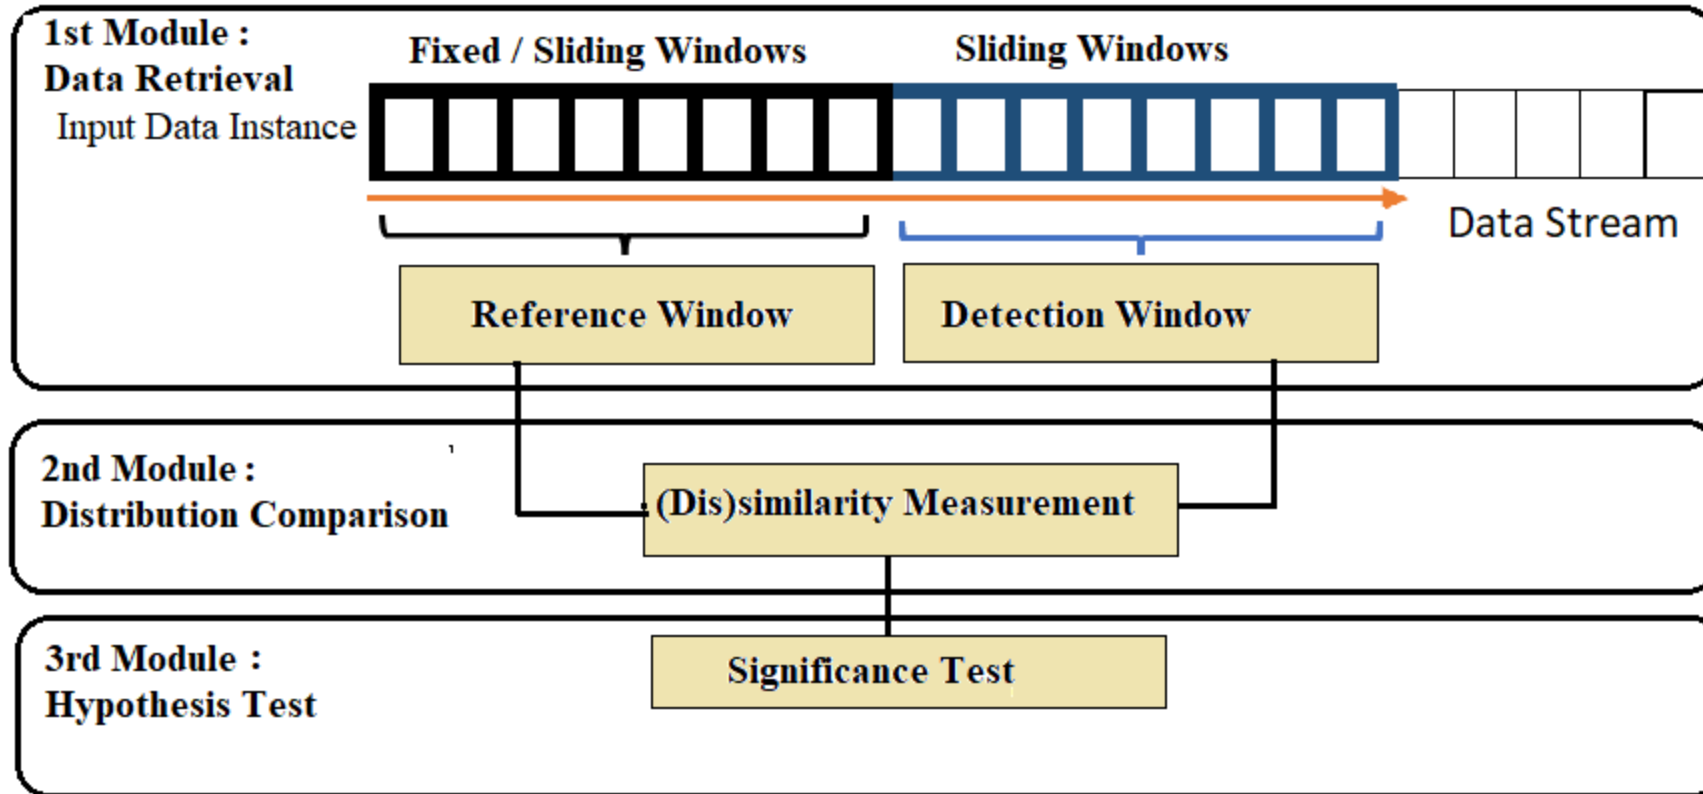 1st Module :
Data Retrieval
Input Data Instance
Fixed / Sliding Windows
Sliding Windows
Data Stream
Reference Window
Detection Window
2nd Module :
Distribution Comparison
(Dis)similarity Measurement
3rd Module :
Hypothesis Test
Significance Test